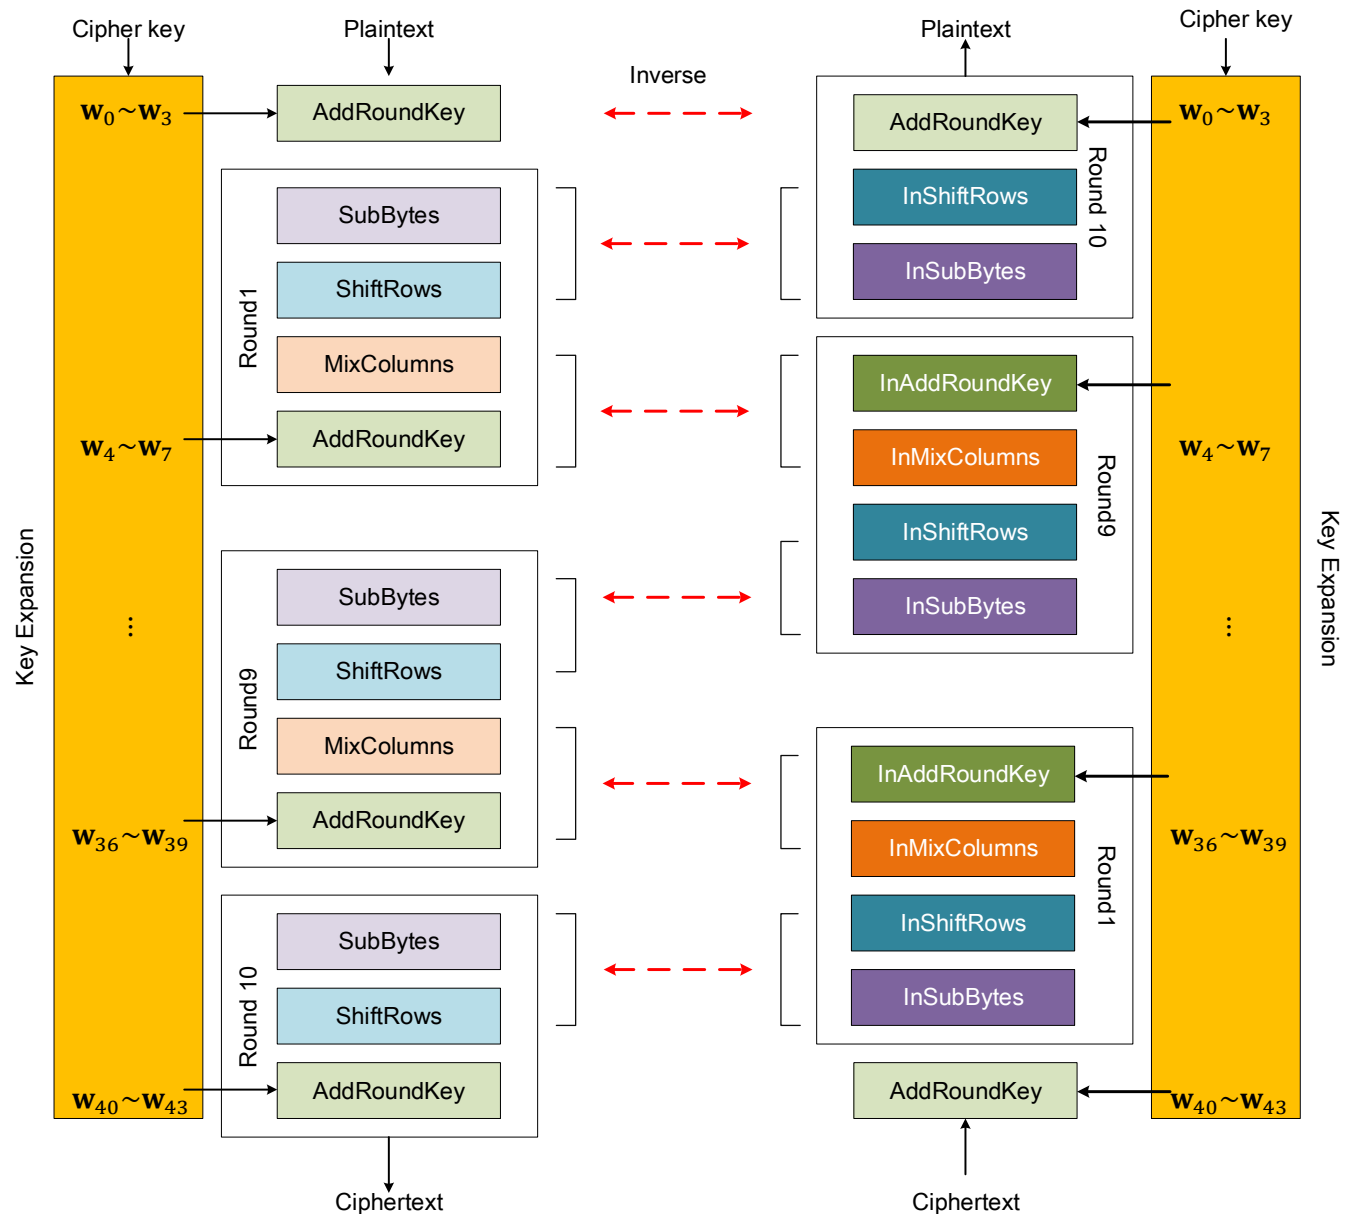 Cipher key
Plaintext
Inverse
Plaintext
Cipher key
w₀~w₃
AddRoundKey
AddRoundKey
w₀~w₃
Round 10
InShiftRows
InSubBytes
Round1
SubBytes
ShiftRows
MixColumns
AddRoundKey
w₄~w₇
InAddRoundKey
InMixColumns
InShiftRows
InSubBytes
Round9
w₄~w₇
Key Expansion
⋮
Round9
SubBytes
ShiftRows
MixColumns
AddRoundKey
w₃₆~w₃₉
InAddRoundKey
InMixColumns
InShiftRows
InSubBytes
Round1
⋮
Key Expansion
w₃₆~w₃₉
Round 10
SubBytes
ShiftRows
AddRoundKey
w₄₀~w₄₃
AddRoundKey
w₄₀~w₄₃
Ciphertext
Ciphertext